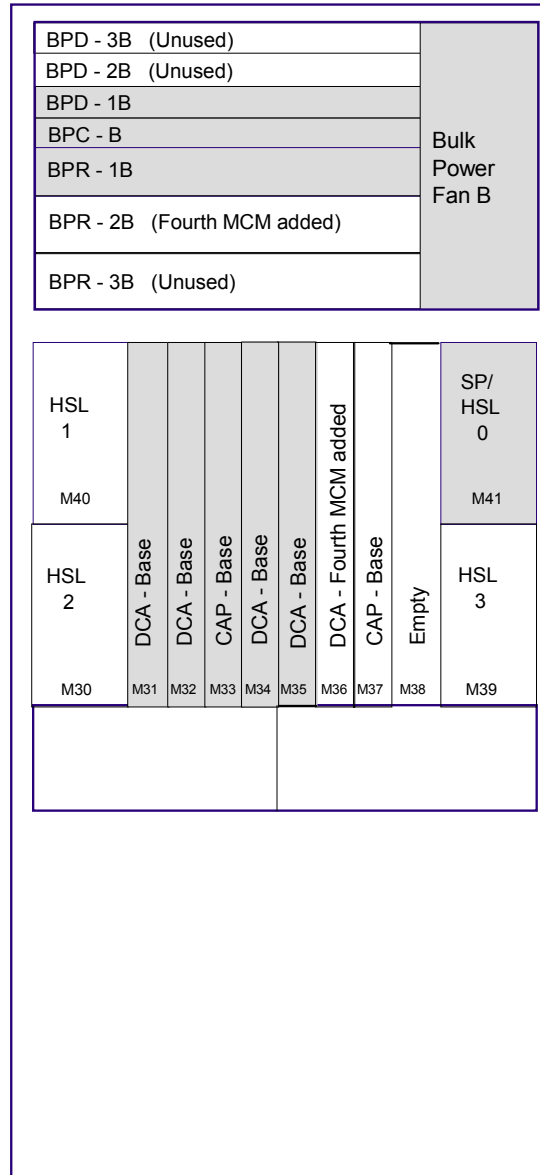 BPD - 3B (Unused)
BPD - 2B (Unused)
BPD - 1B
BPC - B
BPR - 1B
BPR - 2B (Fourth MCM added)
BPR - 3B (Unused)
Bulk
Power
Fan B
HSL
1
M40
HSL
2
M30
DCA - Base
M31
DCA - Base
M32
CAP - Base
M33
DCA - Base
M34
DCA - Base
M35
DCA - Fourth MCM added
M36
CAP - Base
M37
Empty
M38
SP/
HSL
0
M41
HSL
3
M39